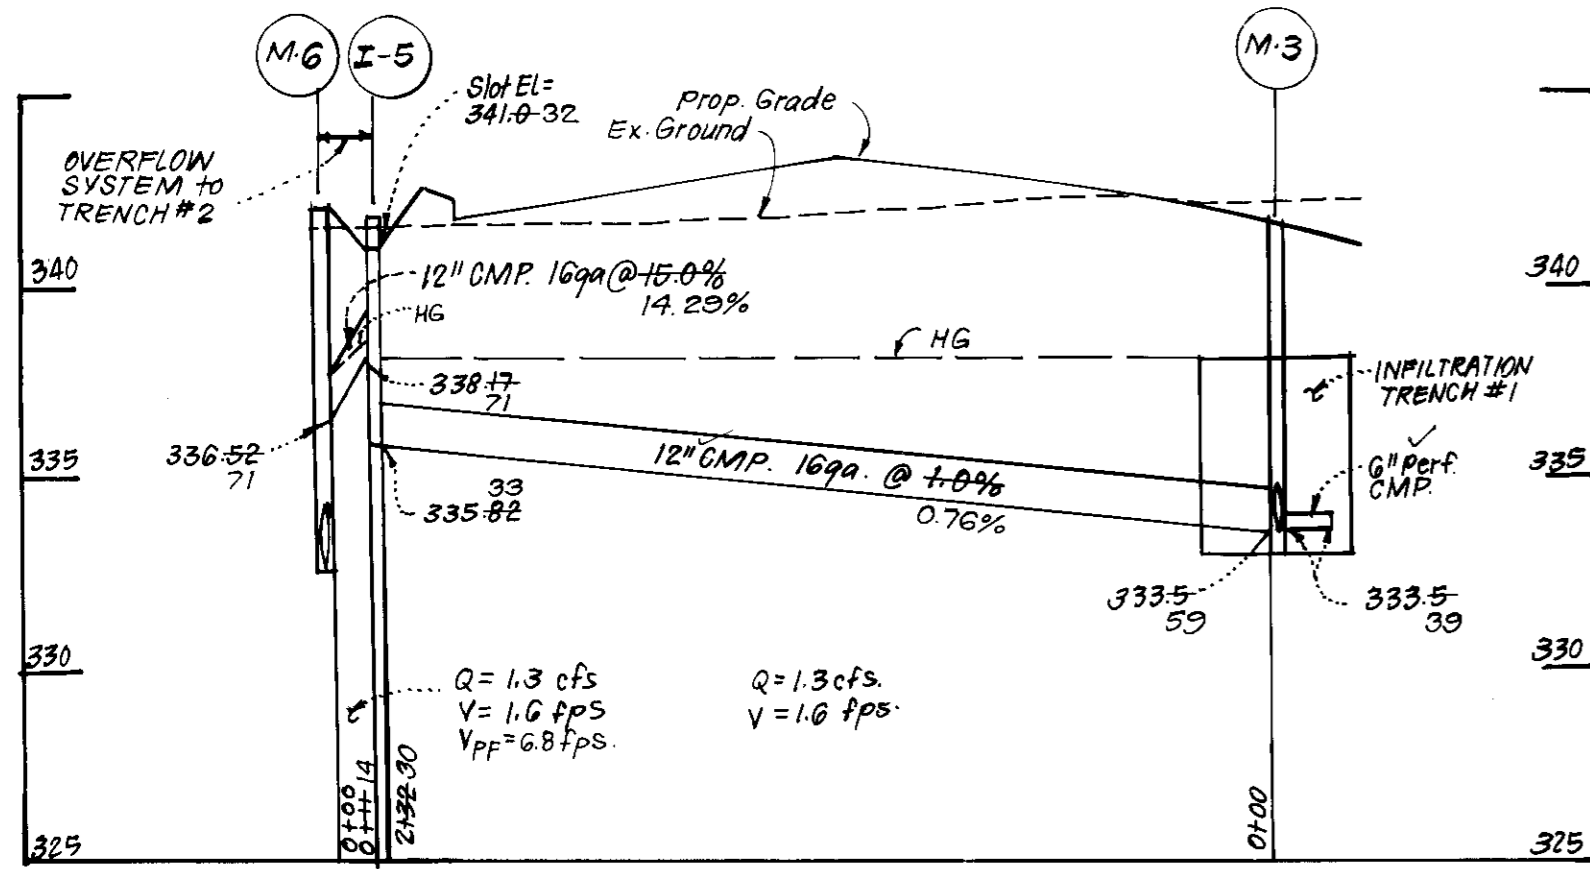 M-6
I-5
M-3
Slot El=
341.0 32
Prop. Grade
Ex. Ground
OVERFLOW
SYSTEM to
TRENCH #2
340
12" CMP. 16ga @ 15.0%
14.29%
340
HG
HG
INFILTRATION
TRENCH #1
338.17
71
336.52
71
335
12" CMP. 16ga. @ 1.0%
0.76%
6" Perf.
CMP.
335
33
335.82
333.5
59
333.5
39
330
330
Q = 1.3 cfs
V = 1.6 fps
VPF = 6.8 fps.
Q = 1.3 cfs.
V = 1.6 fps.
0+00
0+11 14
2+32 30
0+00
325
325